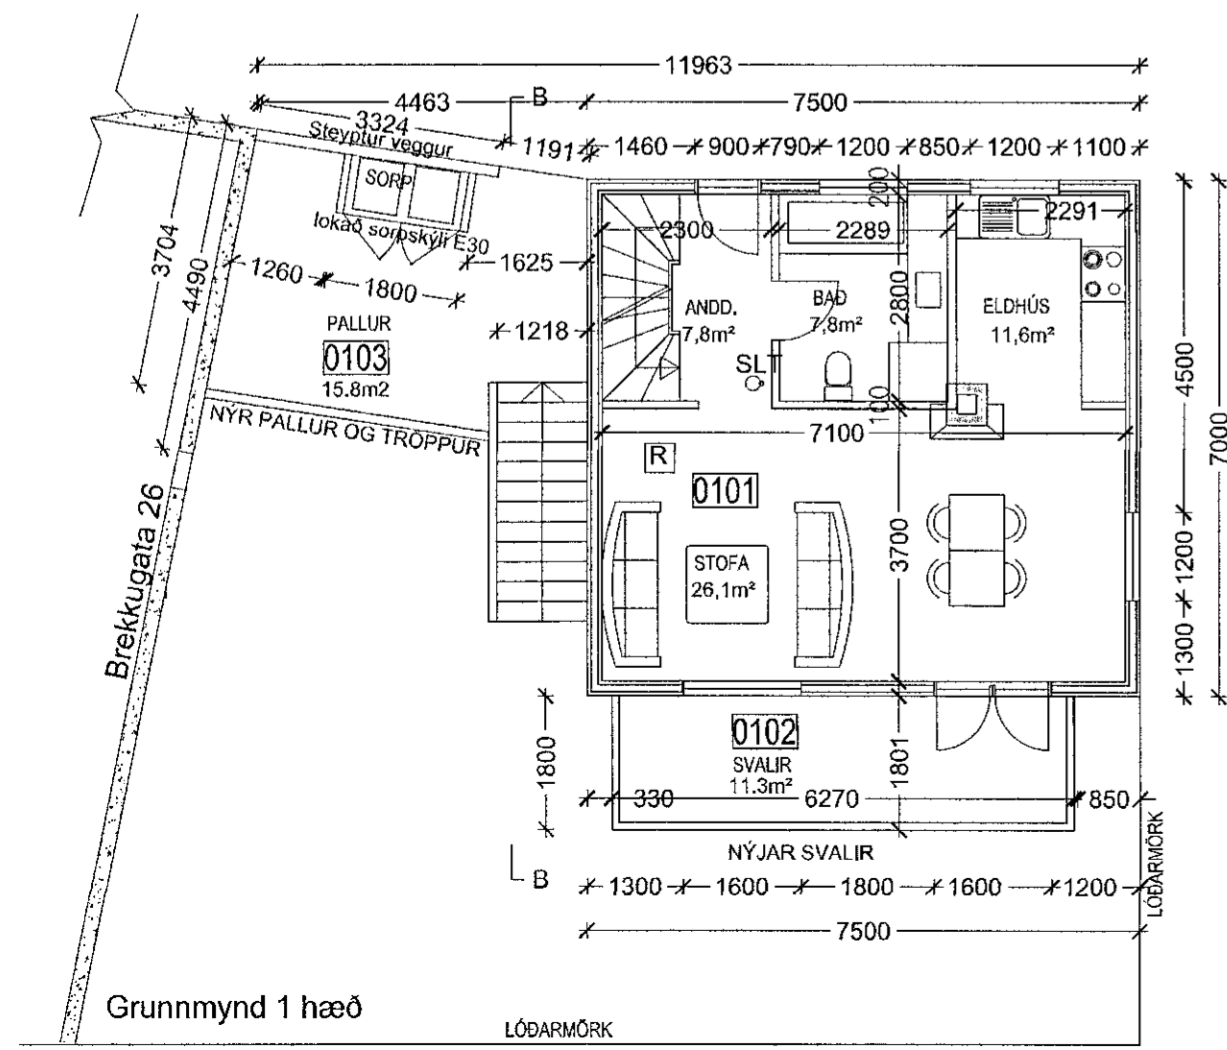 11963
4463
B
7500
3324
Steyptur veggur
1191
1460
900
790
1200
850
1200
1100
SORP
200
lokað sorpskýli E30
2300
2289
2291
3704
4490
1260
1800
1625
PALLUR
0103
15.8m2
1218
ANDD.
7,8m²
BAÐ
7,8m²
2800
ELDHÚS
11,6m²
SLT
4500
7000
NÝR PALLUR OG TRÖPPUR
100
7100
R
0101
Brekkugata 26
STOFA
26,1m²
3700
1200
1300
0102
SVALIR
11.3m²
1800
1801
330
6270
850
NÝJAR SVALIR
LÓÐARMÖRK
B
1300
1600
1800
1600
1200
7500
Grunnmynd 1 hæð
LÓÐARMÖRK